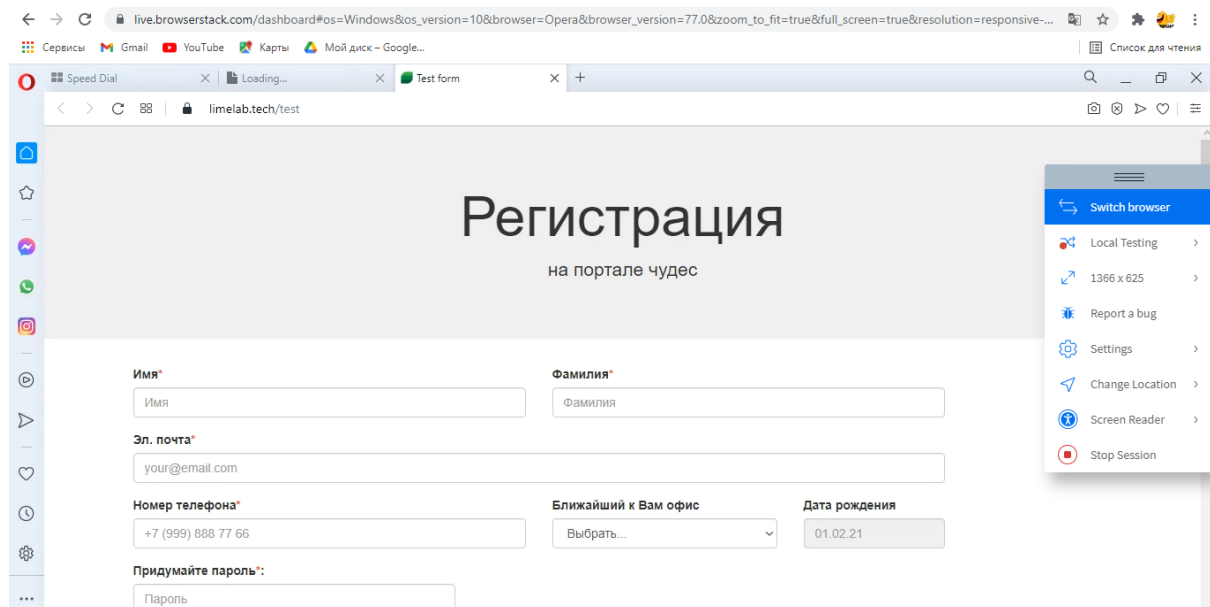 live.browserstack.com/dashboard#os=Windows&os_version=10&browser=Opera&browser_version=77.0&zoom_to_fit=true&full_screen=true&resolution=responsive-...
Сервисы Gmail YouTube Карты Мой диск – Google... Список для чтения
Speed Dial Loading... Test form
limelab.tech/test
Регистрация
на портале чудес
Switch browser
Local Testing
1366 x 625
Report a bug
Settings
Change Location
Screen Reader
Stop Session
Имя* Фамилия*
Имя Фамилия
Эл. почта*
your@email.com
Номер телефона* Ближайший к Вам офис Дата рождения
+7 (999) 888 77 66 Выбрать... 01.02.21
Придумайте пароль*:
Пароль